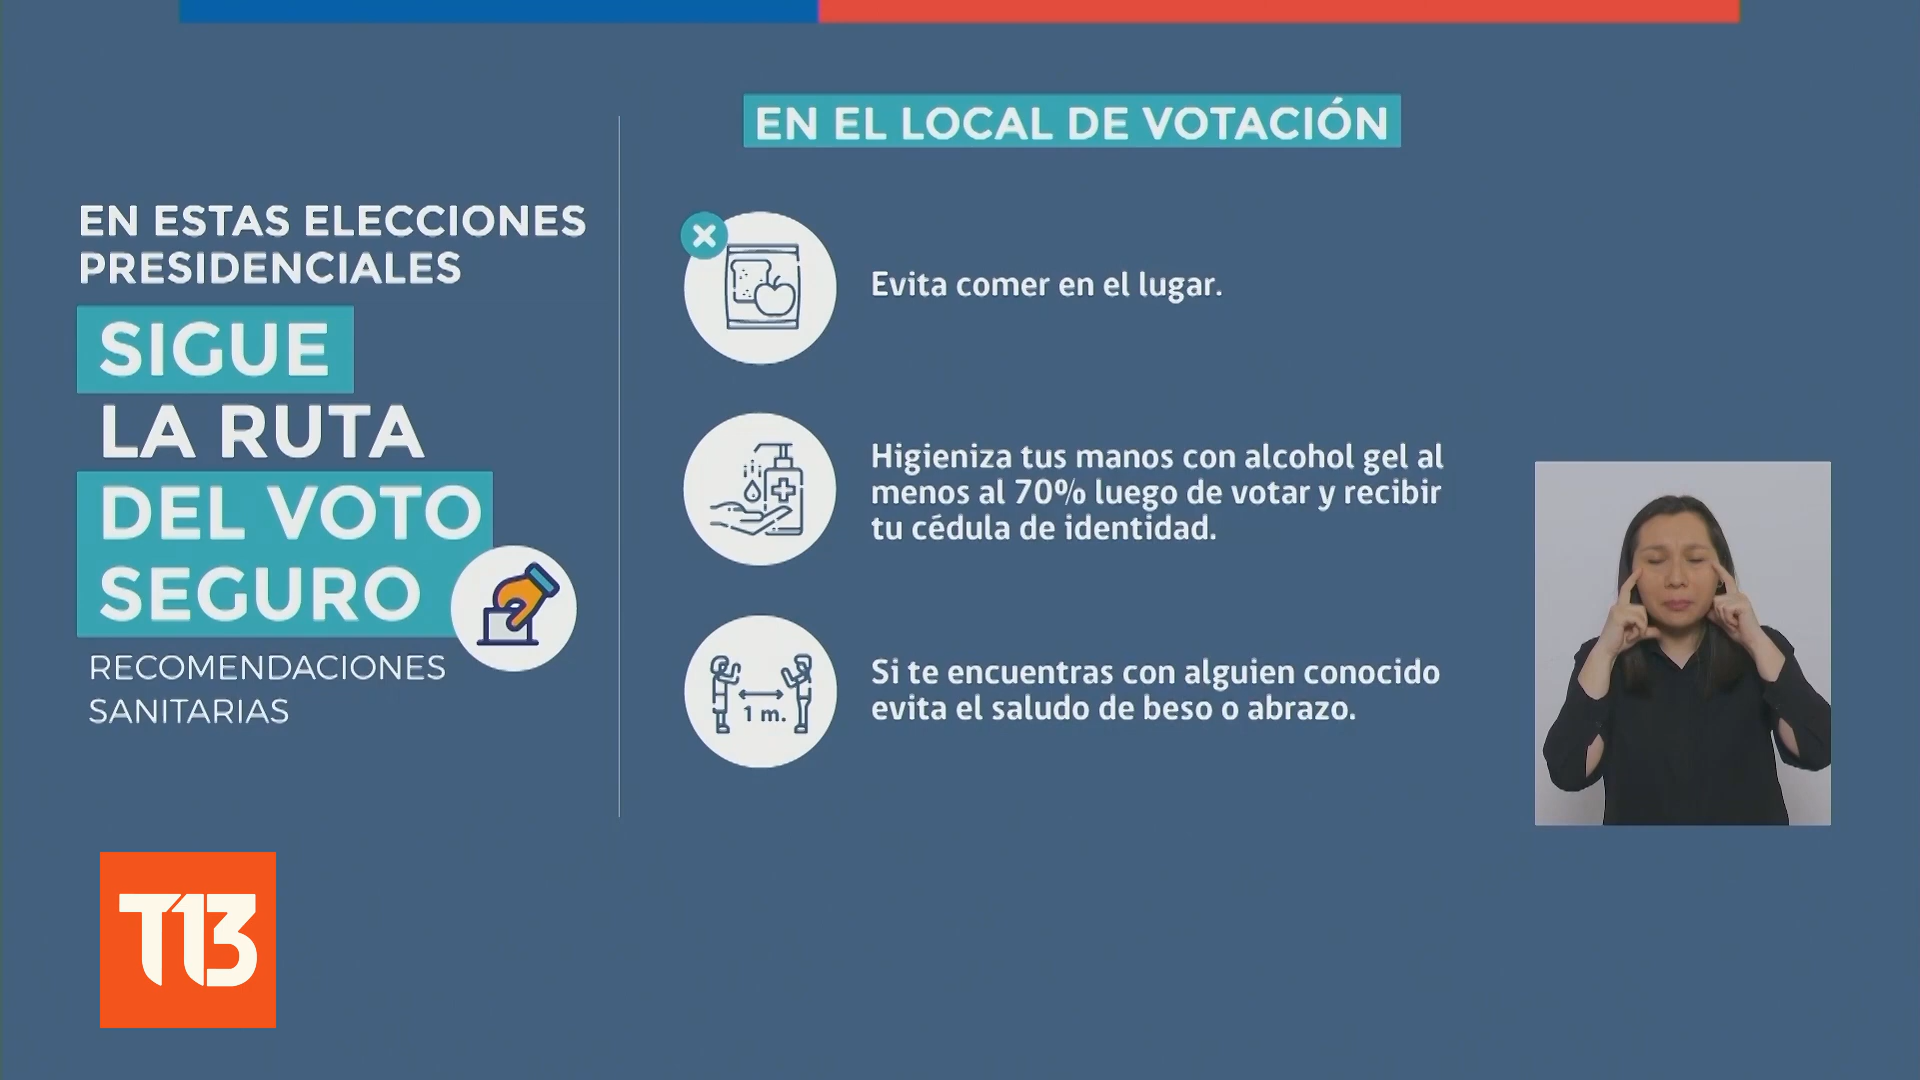 EN ESTAS ELECCIONES
PRESIDENCIALES
SIGUE
LA RUTA
DEL VOTO
SEGURO
RECOMENDACIONES
SANITARIAS
EN EL LOCAL DE VOTACIÓN
Evita comer en el lugar.
Higieniza tus manos con alcohol gel al
menos al 70% luego de votar y recibir
tu cédula de identidad.
1 m.
Si te encuentras con alguien conocido
evita el saludo de beso o abrazo.
T13